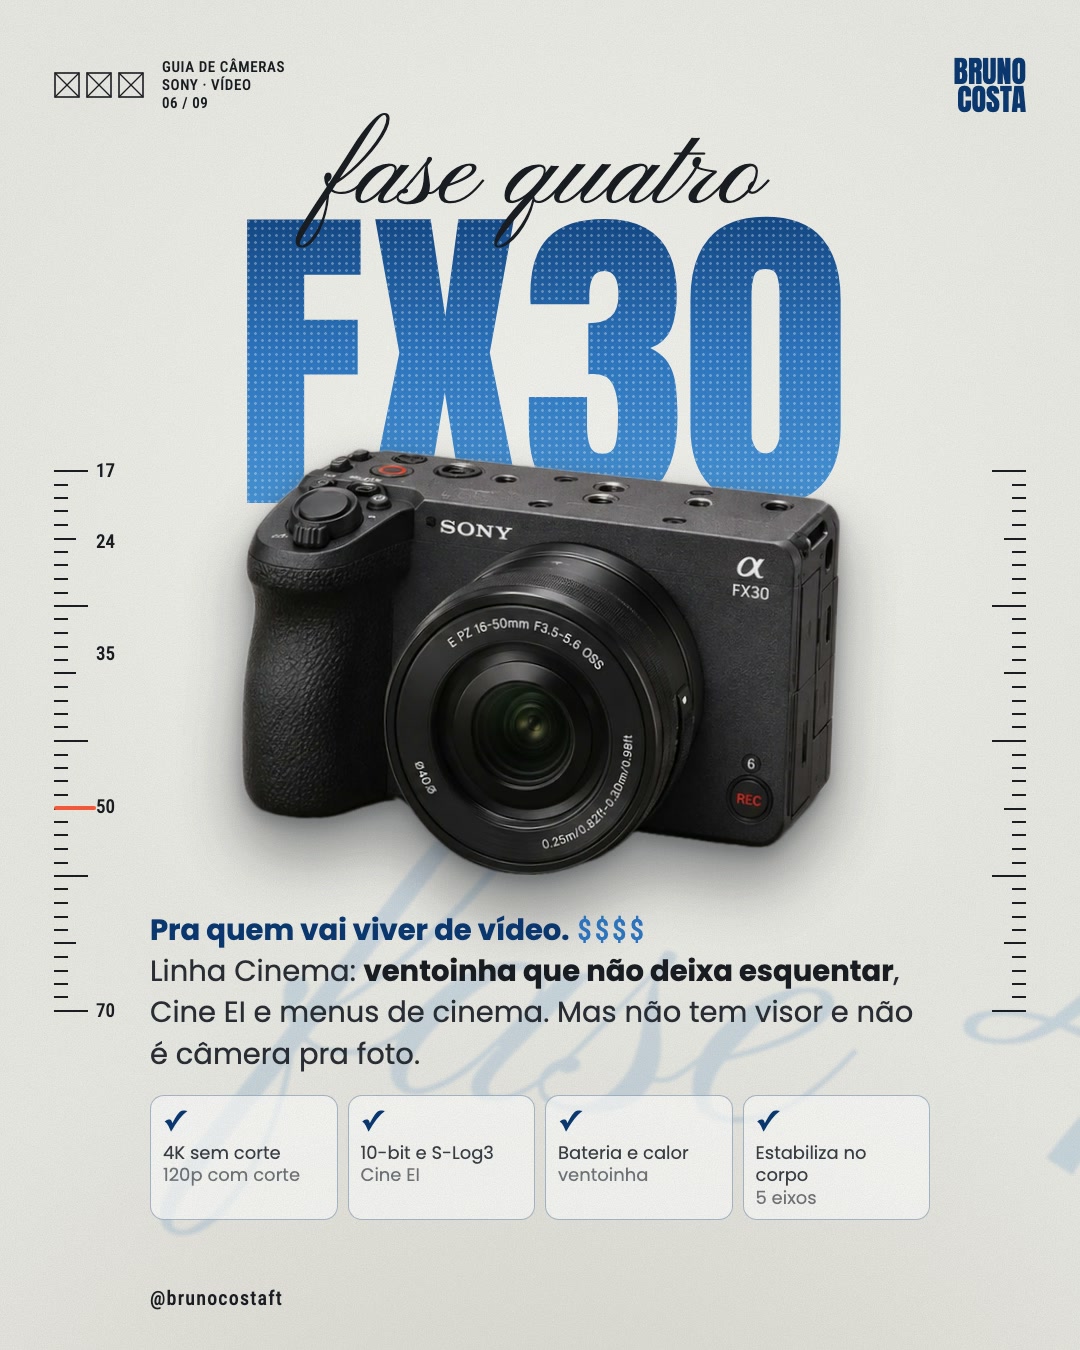 GUIA DE CÂMERAS
SONY · VÍDEO
06 / 09
BRUNO
COSTA
fase quatro
FX30
17
24
35
50
70
SONY
α
FX30
E PZ 16-50mm F3.5-5.6 OSS
Ø40,5
0.25m/0.82ft-0.30m/0.98ft
6
REC
Pra quem vai viver de vídeo. $$$$
Linha Cinema: ventoinha que não deixa esquentar,
Cine EI e menus de cinema. Mas não tem visor e não
é câmera pra foto.
fase
✓
4K sem corte
120p com corte
✓
10-bit e S-Log3
Cine EI
✓
Bateria e calor
ventoinha
✓
Estabiliza no
corpo
5 eixos
@brunocostaft